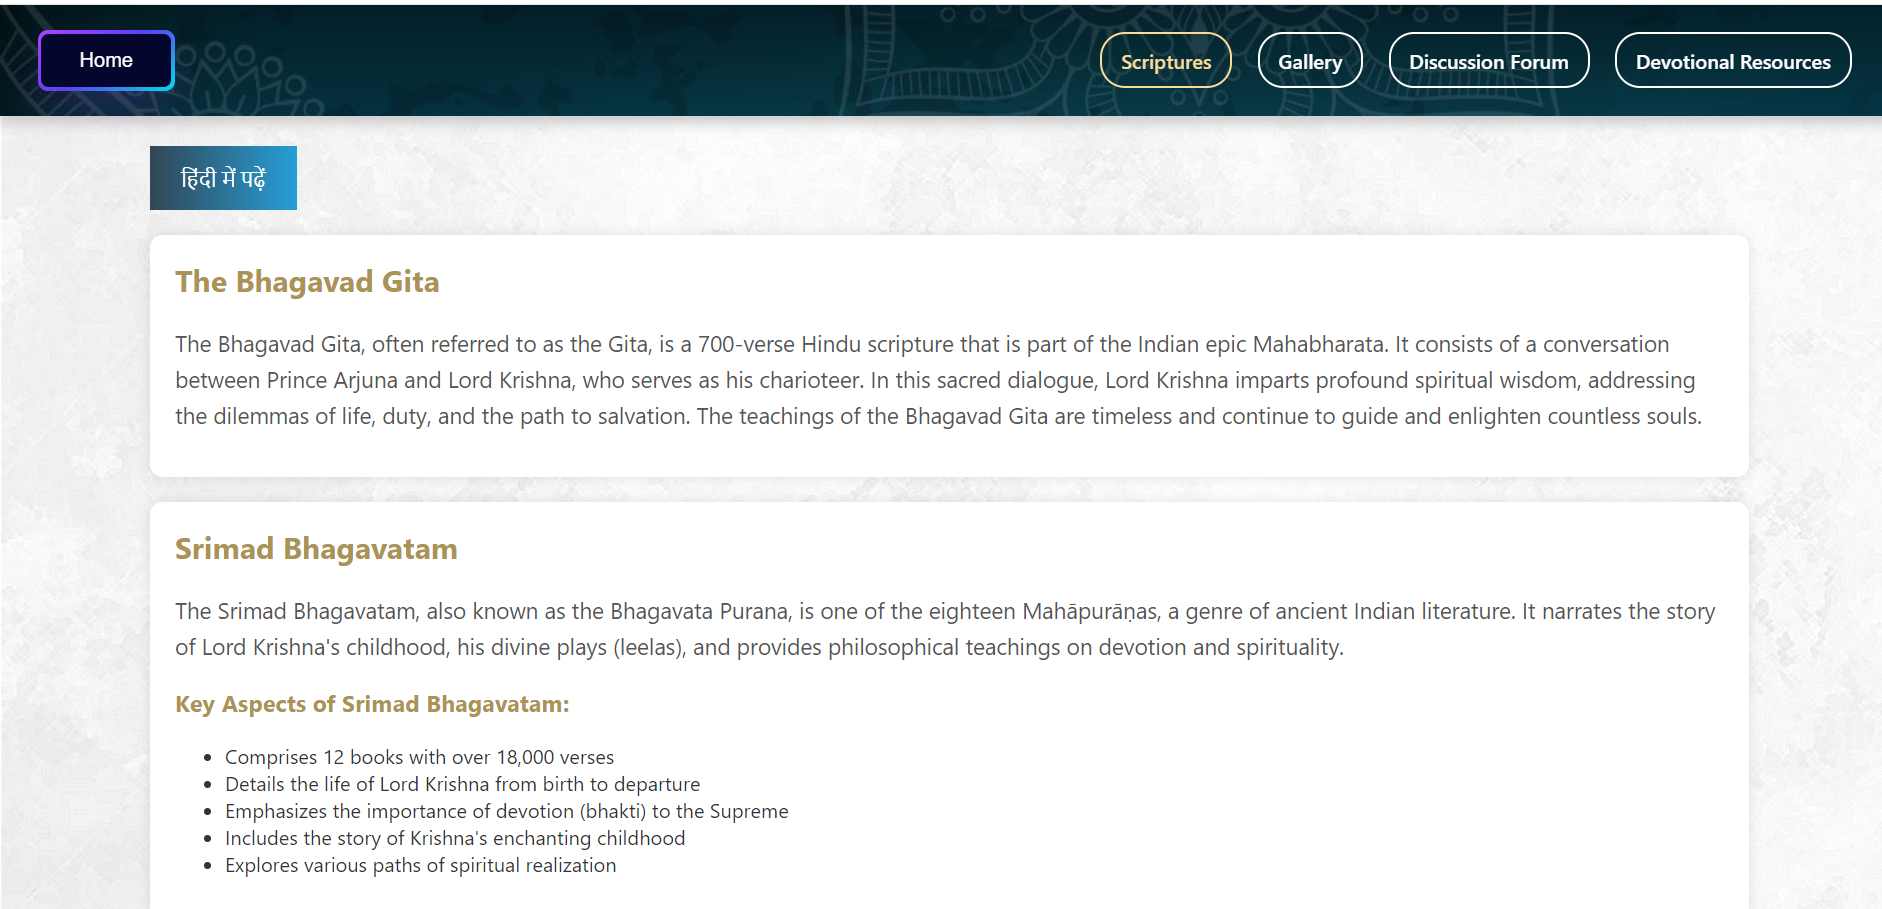 Home
Scriptures
Gallery
Discussion Forum
Devotional Resources
हिंदी में पढ़ें
The Bhagavad Gita
The Bhagavad Gita, often referred to as the Gita, is a 700-verse Hindu scripture that is part of the Indian epic Mahabharata. It consists of a conversation
between Prince Arjuna and Lord Krishna, who serves as his charioteer. In this sacred dialogue, Lord Krishna imparts profound spiritual wisdom, addressing
the dilemmas of life, duty, and the path to salvation. The teachings of the Bhagavad Gita are timeless and continue to guide and enlighten countless souls.
Srimad Bhagavatam
The Srimad Bhagavatam, also known as the Bhagavata Purana, is one of the eighteen Mahāpurāṇas, a genre of ancient Indian literature. It narrates the story
of Lord Krishna's childhood, his divine plays (leelas), and provides philosophical teachings on devotion and spirituality.
Key Aspects of Srimad Bhagavatam:
• Comprises 12 books with over 18,000 verses
• Details the life of Lord Krishna from birth to departure
• Emphasizes the importance of devotion (bhakti) to the Supreme
• Includes the story of Krishna's enchanting childhood
• Explores various paths of spiritual realization